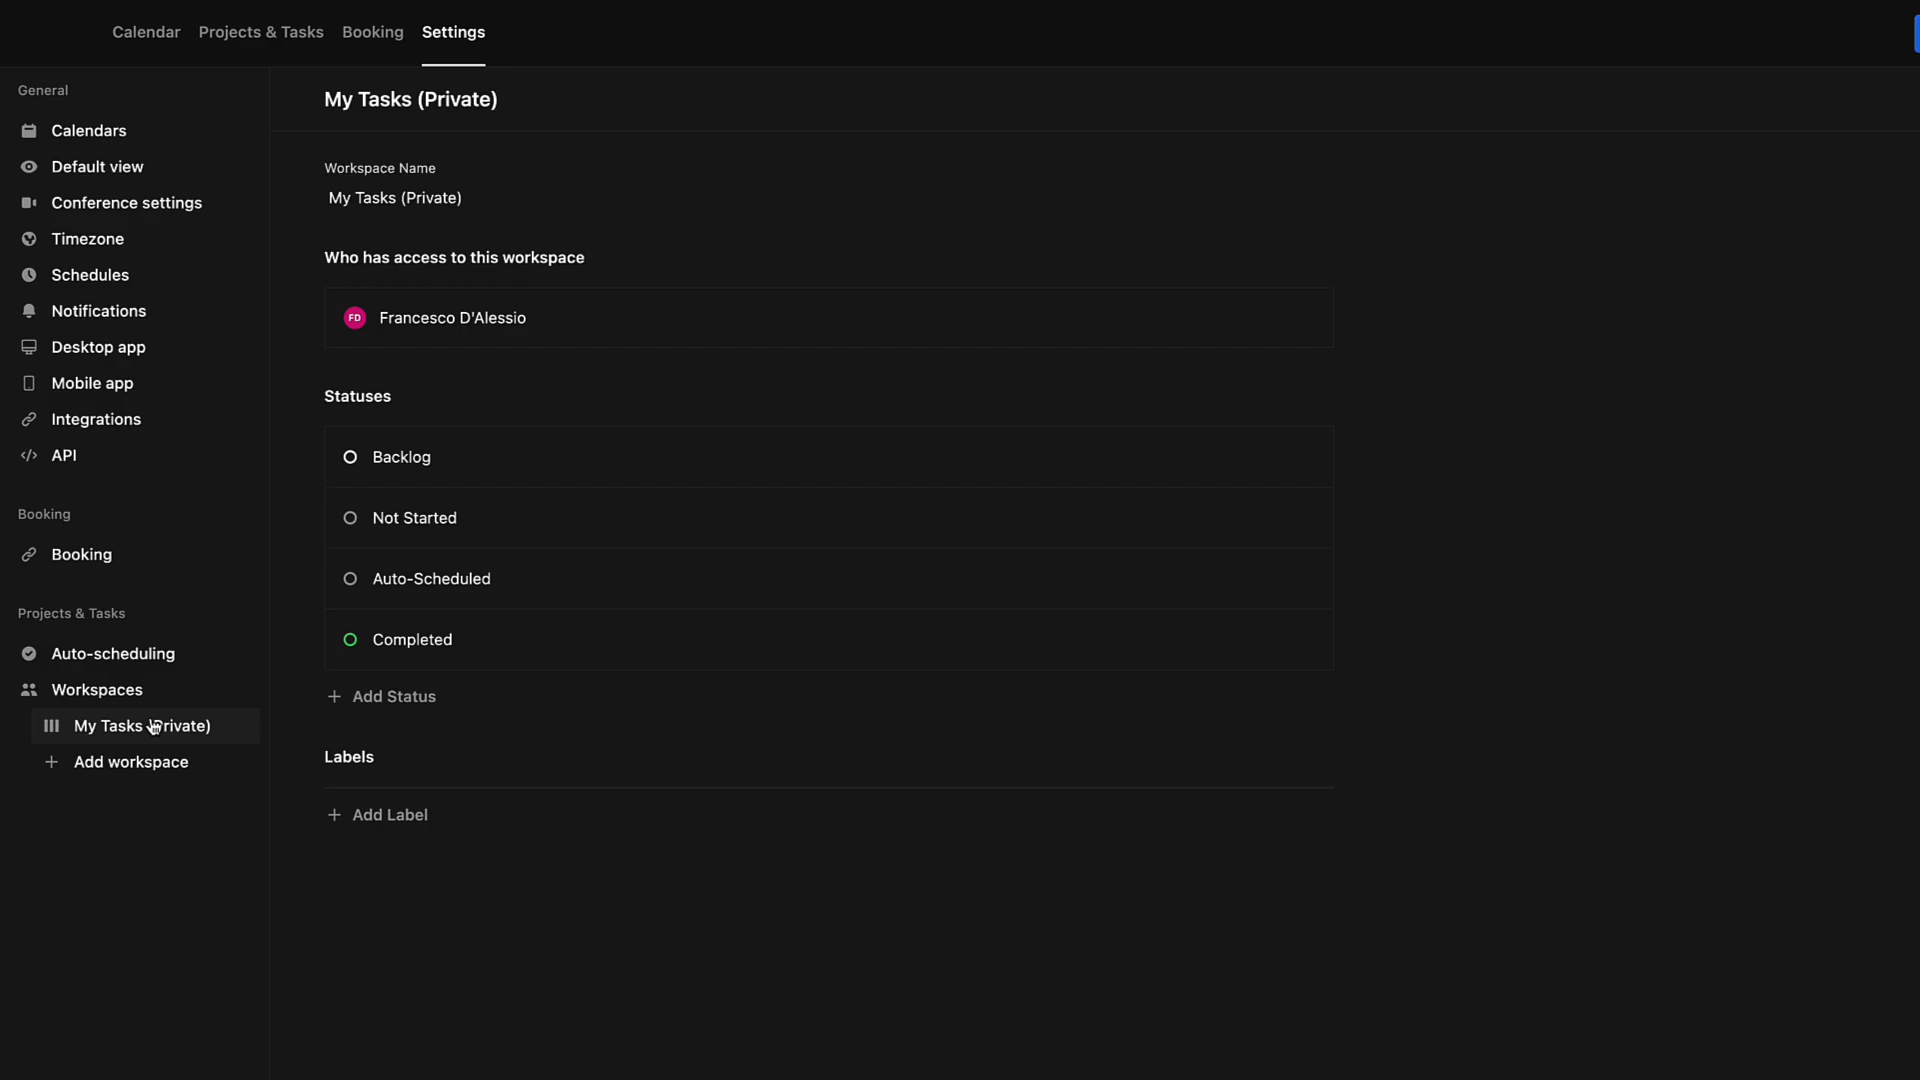 Calendar
Projects & Tasks
Booking
Settings
General
Calendars
Default view
Conference settings
Timezone
Schedules
Notifications
Desktop app
Mobile app
Integrations
API
Booking
Booking
Projects & Tasks
Auto-scheduling
Workspaces
My Tasks (Private)
Add workspace
My Tasks (Private)
Workspace Name
My Tasks (Private)
Who has access to this workspace
FD Francesco D'Alessio
Statuses
Backlog
Not Started
Auto-Scheduled
Completed
Add Status
Labels
Add Label